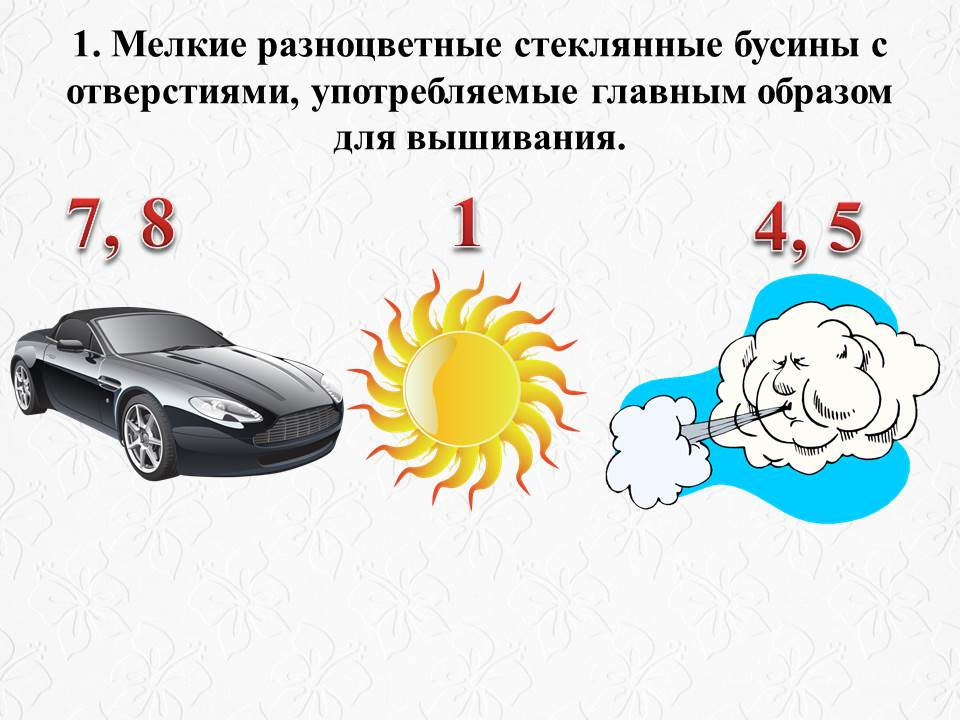 1. Мелкие разноцветные стеклянные бусины с
отверстиями, употребляемые главным образом
для вышивания.
7, 8
1
4, 5